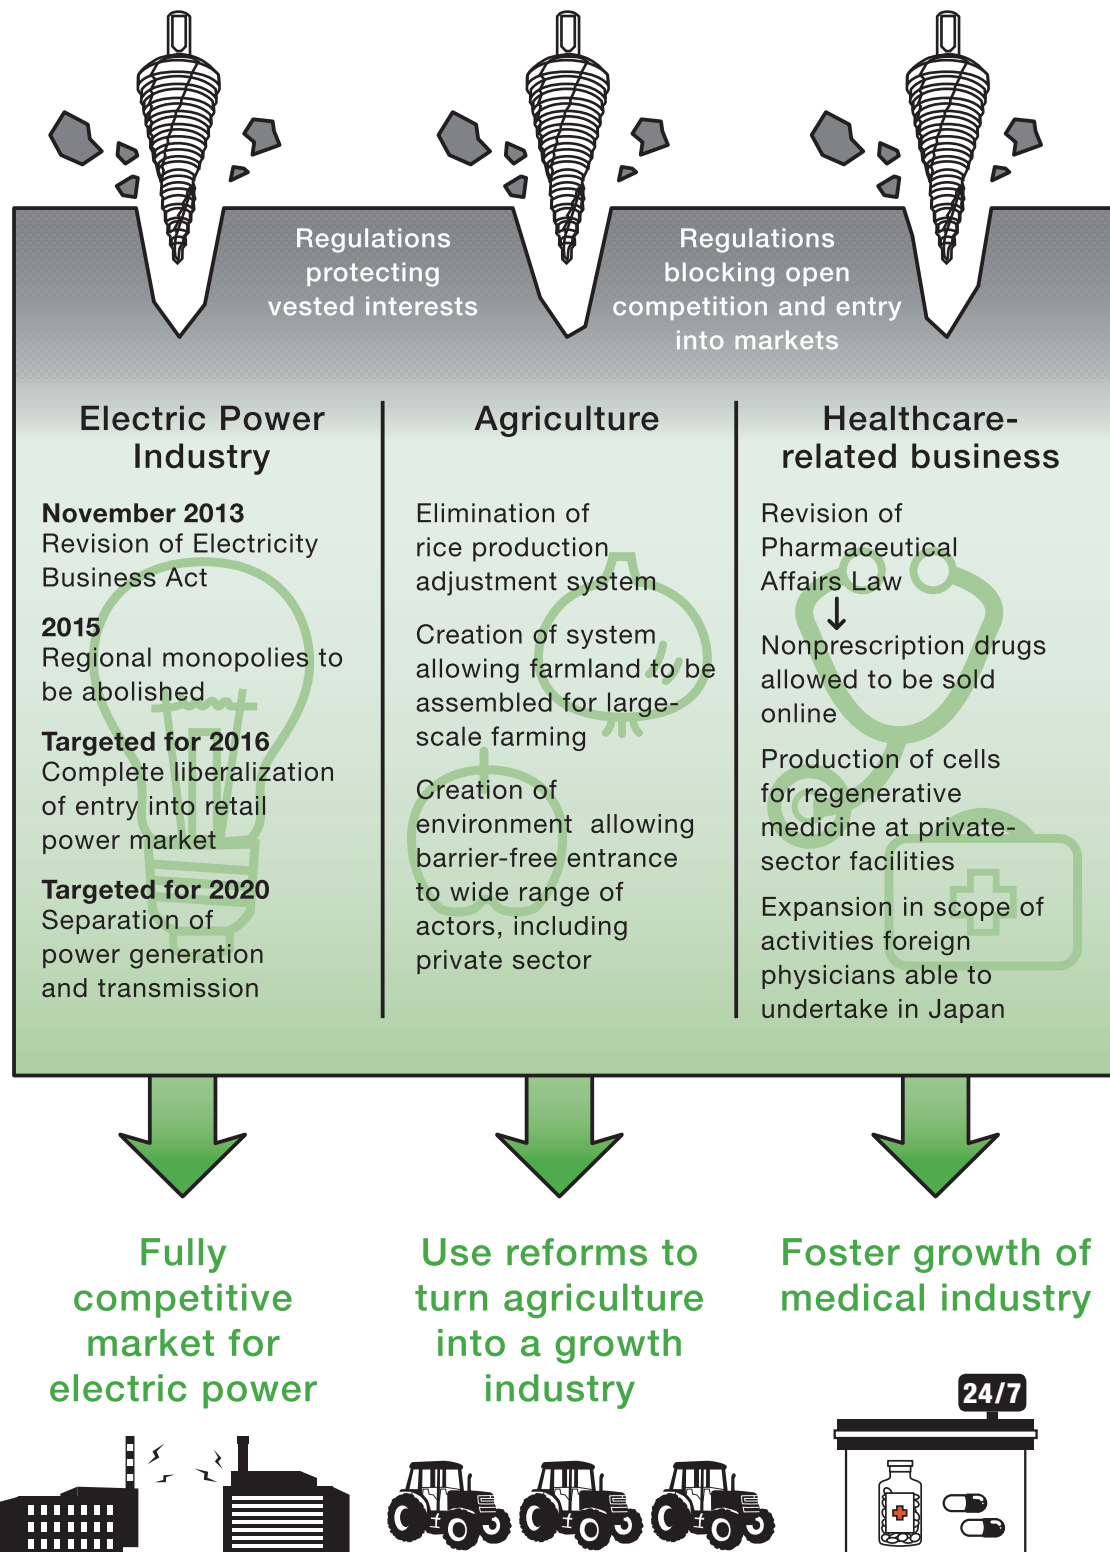 Regulations
protecting
vested interests
Regulations
blocking open
competition and entry
into markets
Electric Power
Industry
November 2013
Revision of Electricity
Business Act
2015
Regional monopolies to
be abolished
Targeted for 2016
Complete liberalization
of entry into retail
power market
Targeted for 2020
Separation of
power generation
and transmission
Agriculture
Elimination of
rice production
adjustment system
Creation of system
allowing farmland to be
assembled for large-
scale farming
Creation of
environment allowing
barrier-free entrance
to wide range of
actors, including
private sector
Healthcare-
related business
Revision of
Pharmaceutical
Affairs Law
↓
Nonprescription drugs
allowed to be sold
online
Production of cells
for regenerative
medicine at private-
sector facilities
Expansion in scope of
activities foreign
physicians able to
undertake in Japan
Fully
competitive
market for
electric power
Use reforms to
turn agriculture
into a growth
industry
Foster growth of
medical industry
24/7